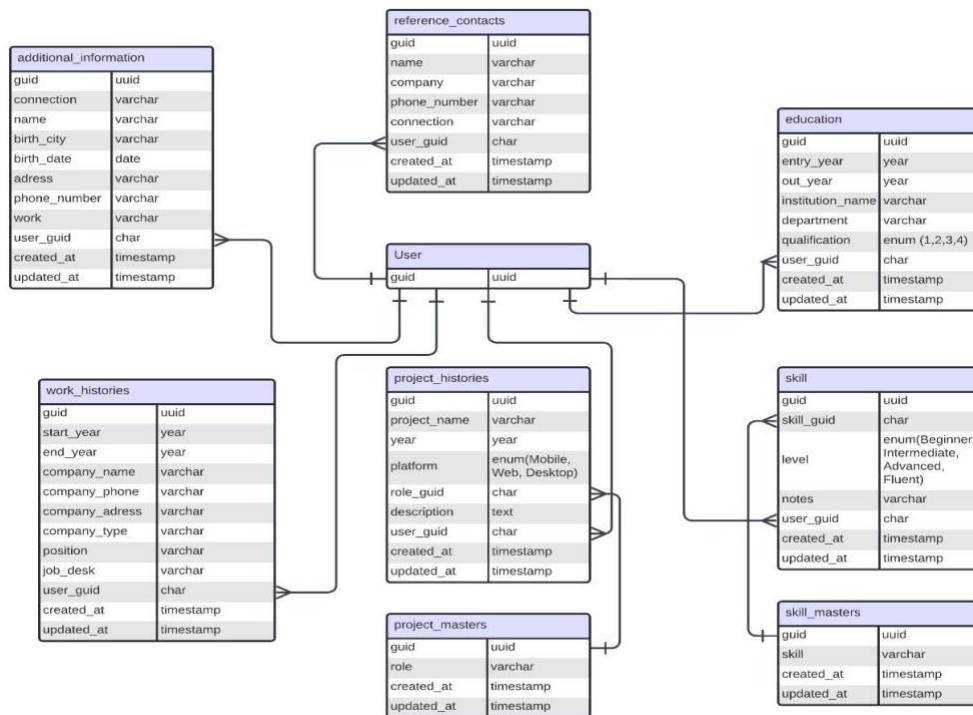 reference_contacts
guid uuid
name varchar
company varchar
phone_number varchar
connection varchar
user_guid char
created_at timestamp
updated_at timestamp
additional_information
guid uuid
connection varchar
name varchar
birth_city varchar
birth_date date
adress varchar
phone_number varchar
work varchar
user_guid char
created_at timestamp
updated_at timestamp
education
guid uuid
entry_year year
out_year year
institution_name varchar
department varchar
qualification enum (1,2,3,4)
user_guid char
created_at timestamp
updated_at timestamp
User
guid uuid
work_histories
guid uuid
start_year year
end_year year
company_name varchar
company_phone varchar
company_adress varchar
company_type varchar
position varchar
job_desk varchar
user_guid char
created_at timestamp
updated_at timestamp
project_histories
guid uuid
project_name varchar
year year
platform enum(Mobile,
Web, Desktop)
role_guid char
description text
user_guid char
created_at timestamp
updated_at timestamp
skill
guid uuid
skill_guid char
level enum(Beginner,
Intermediate,
Advanced,
Fluent)
notes varchar
user_guid char
created_at timestamp
updated_at timestamp
project_masters
guid uuid
role varchar
created_at timestamp
updated_at timestamp
skill_masters
guid uuid
skill varchar
created_at timestamp
updated_at timestamp